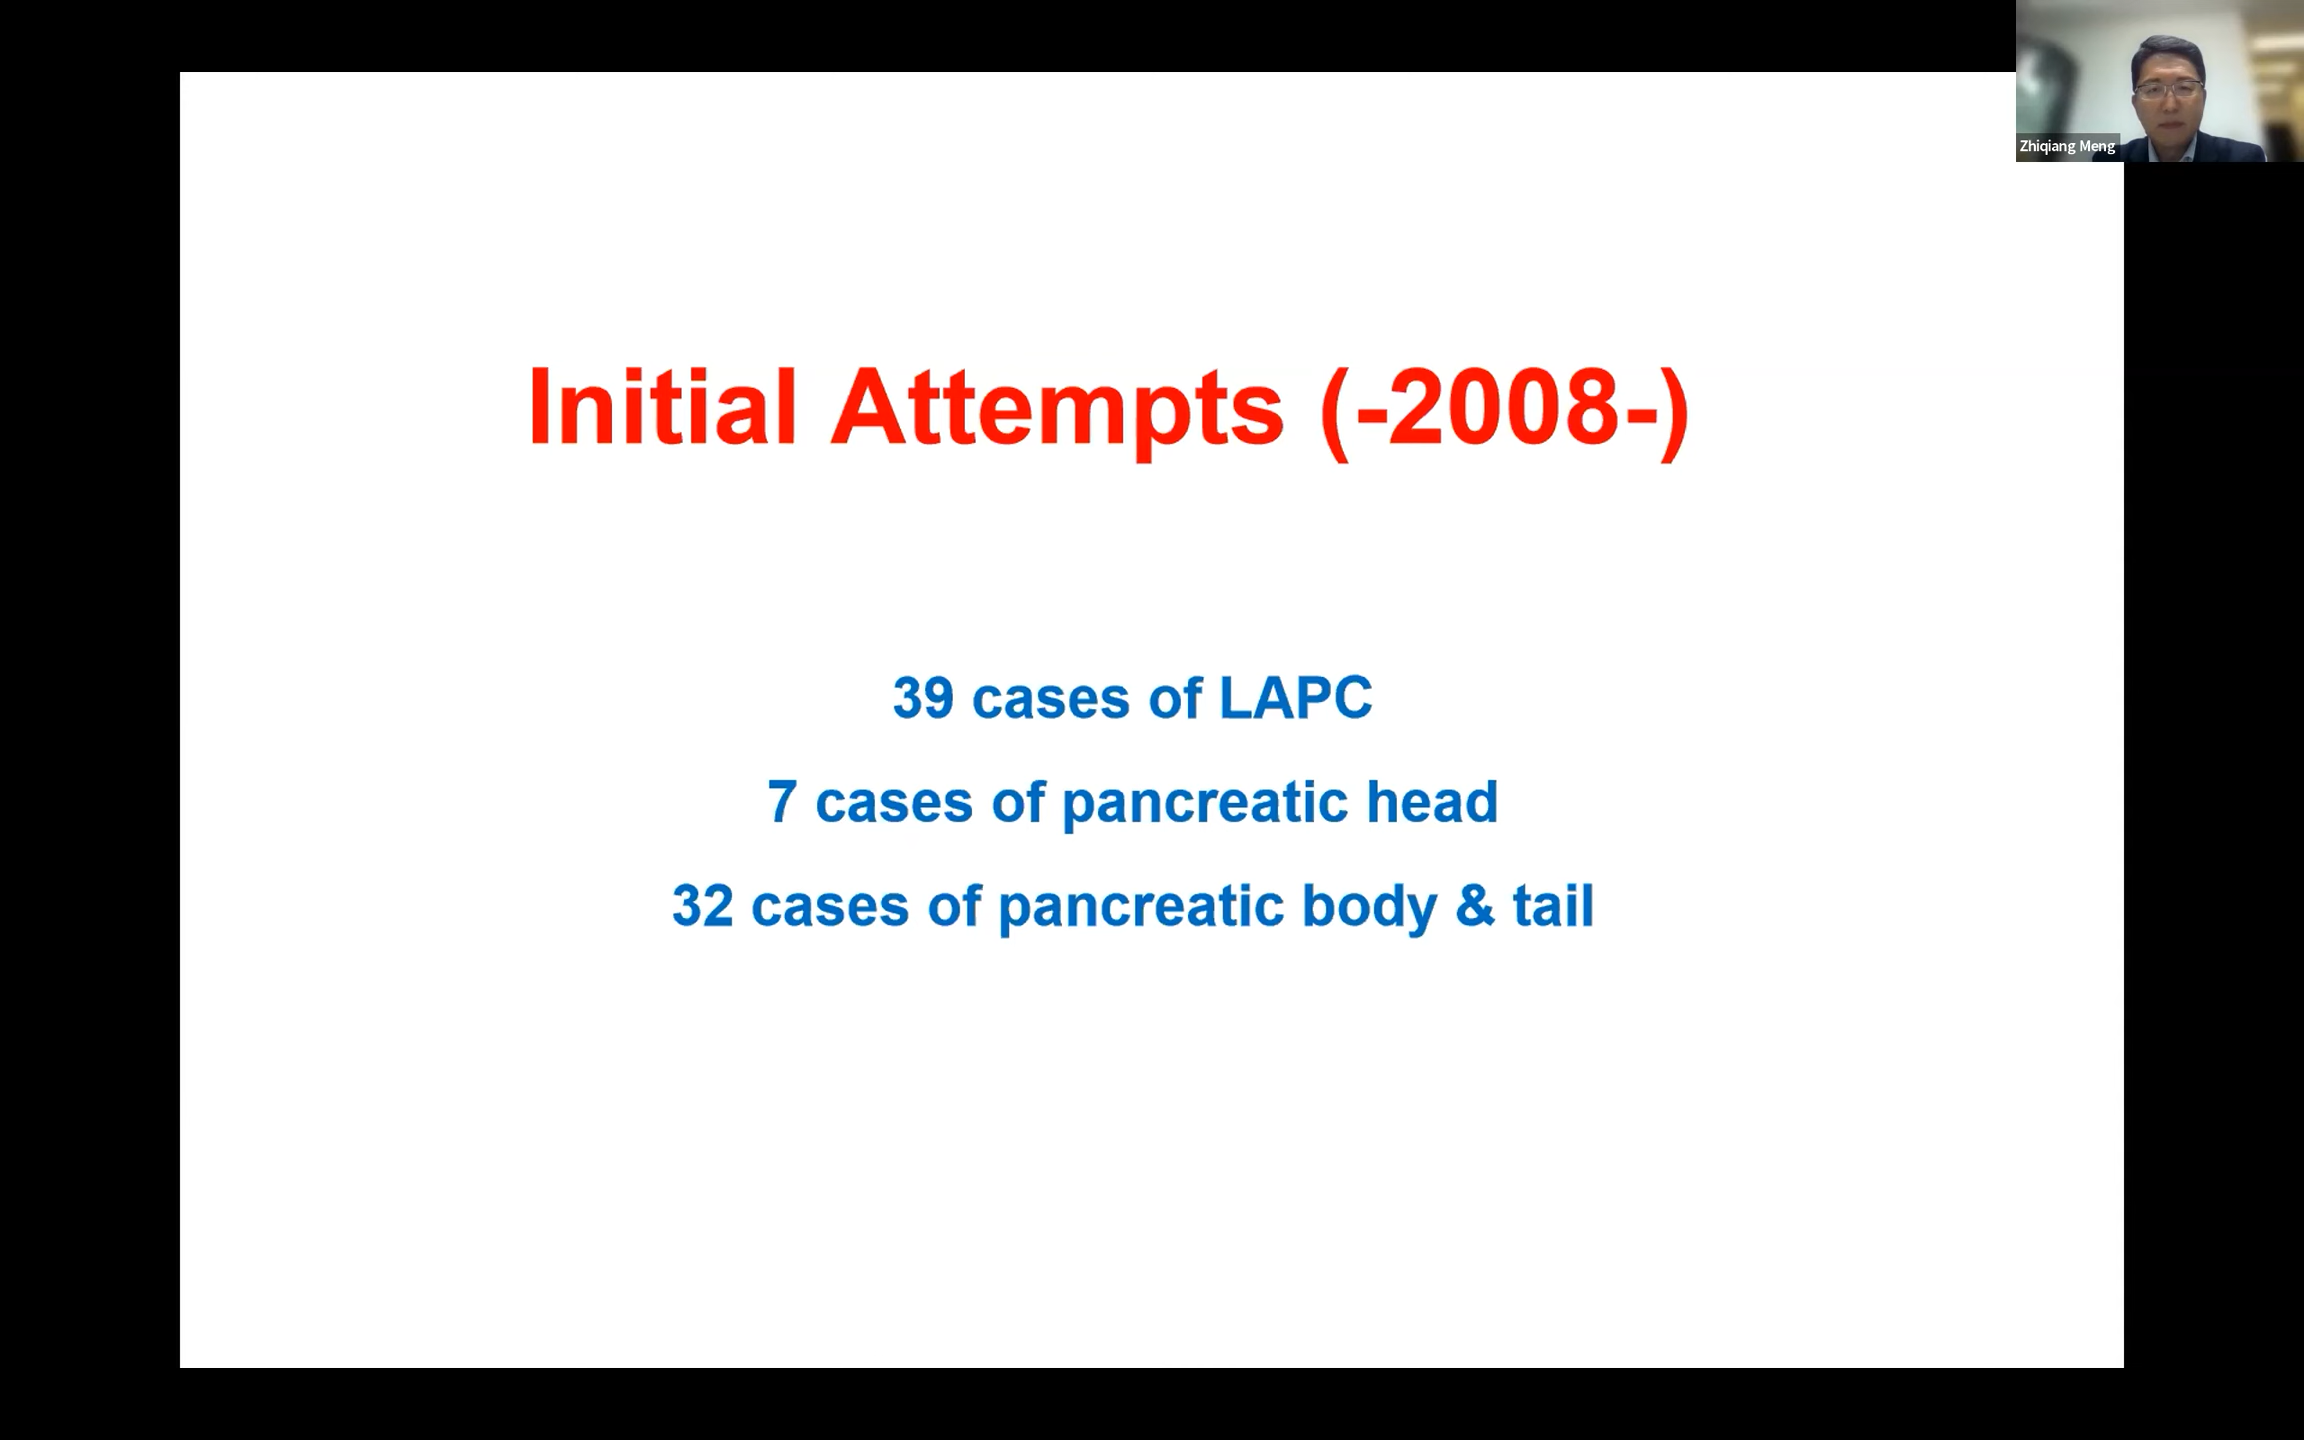 Zhiqiang Meng
Initial Attempts (-2008-)
39 cases of LAPC
7 cases of pancreatic head
32 cases of pancreatic body & tail